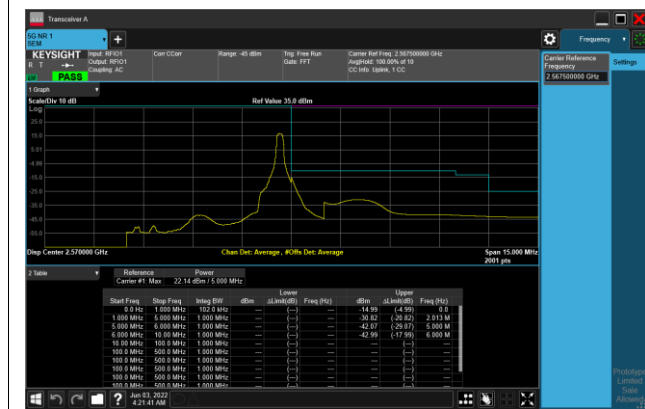 Transceiver A
5G NR 1
SEM
Frequency
KEYSIGHT
Input: RFIO1
Output: RFIO1
Coupling: AC
Corr CCorr
Range: -45 dBm
Trig: Free Run
Gate: FFT
Carrier Ref Freq: 2.567500000 GHz
Avg|Hold: 100.00% of 10
CC Info: Uplink, 1 CC
R T
PASS
Carrier Reference
Frequency
2.567500000 GHz
Settings
1 Graph
Scale/Div 10 dB
Ref Value 35.0 dBm
Log
25.0
15.0
5.01
-4.99
-15.0
-25.0
-35.0
-45.0
-55.0
Disp Center 2.570000 GHz
Chan Det: Average , #Offs Det: Average
Span 15.000 MHz
2001 pts
2 Table
Reference Power
Carrier #1 Max 22.14 dBm / 5.000 MHz
Lower Upper
Start Freq Stop Freq Integ BW dBm ΔLimit(dB) Freq (Hz) dBm ΔLimit(dB) Freq (Hz)
0.0 Hz 1.000 MHz 102.0 kHz --- (---) --- -14.99 (-4.99) 0.0
1.000 MHz 5.000 MHz 1.000 MHz --- (---) --- -30.82 (-20.82) 2.013 M
5.000 MHz 6.000 MHz 1.000 MHz --- (---) --- -42.07 (-29.07) 5.000 M
6.000 MHz 10.00 MHz 1.000 MHz --- (---) --- -42.99 (-17.99) 6.000 M
10.00 MHz 100.0 MHz 1.000 MHz --- (---) --- --- (---) ---
100.0 MHz 500.0 MHz 1.000 MHz --- (---) --- --- (---) ---
100.0 MHz 500.0 MHz 1.000 MHz --- (---) --- --- (---) ---
100.0 MHz 500.0 MHz 1.000 MHz --- (---) --- --- (---) ---
100.0 MHz 500.0 MHz 1.000 MHz --- (---) --- --- (---) ---
Prototype
Limited
Sale
Allowed
Jun 03, 2022
4:21:41 AM